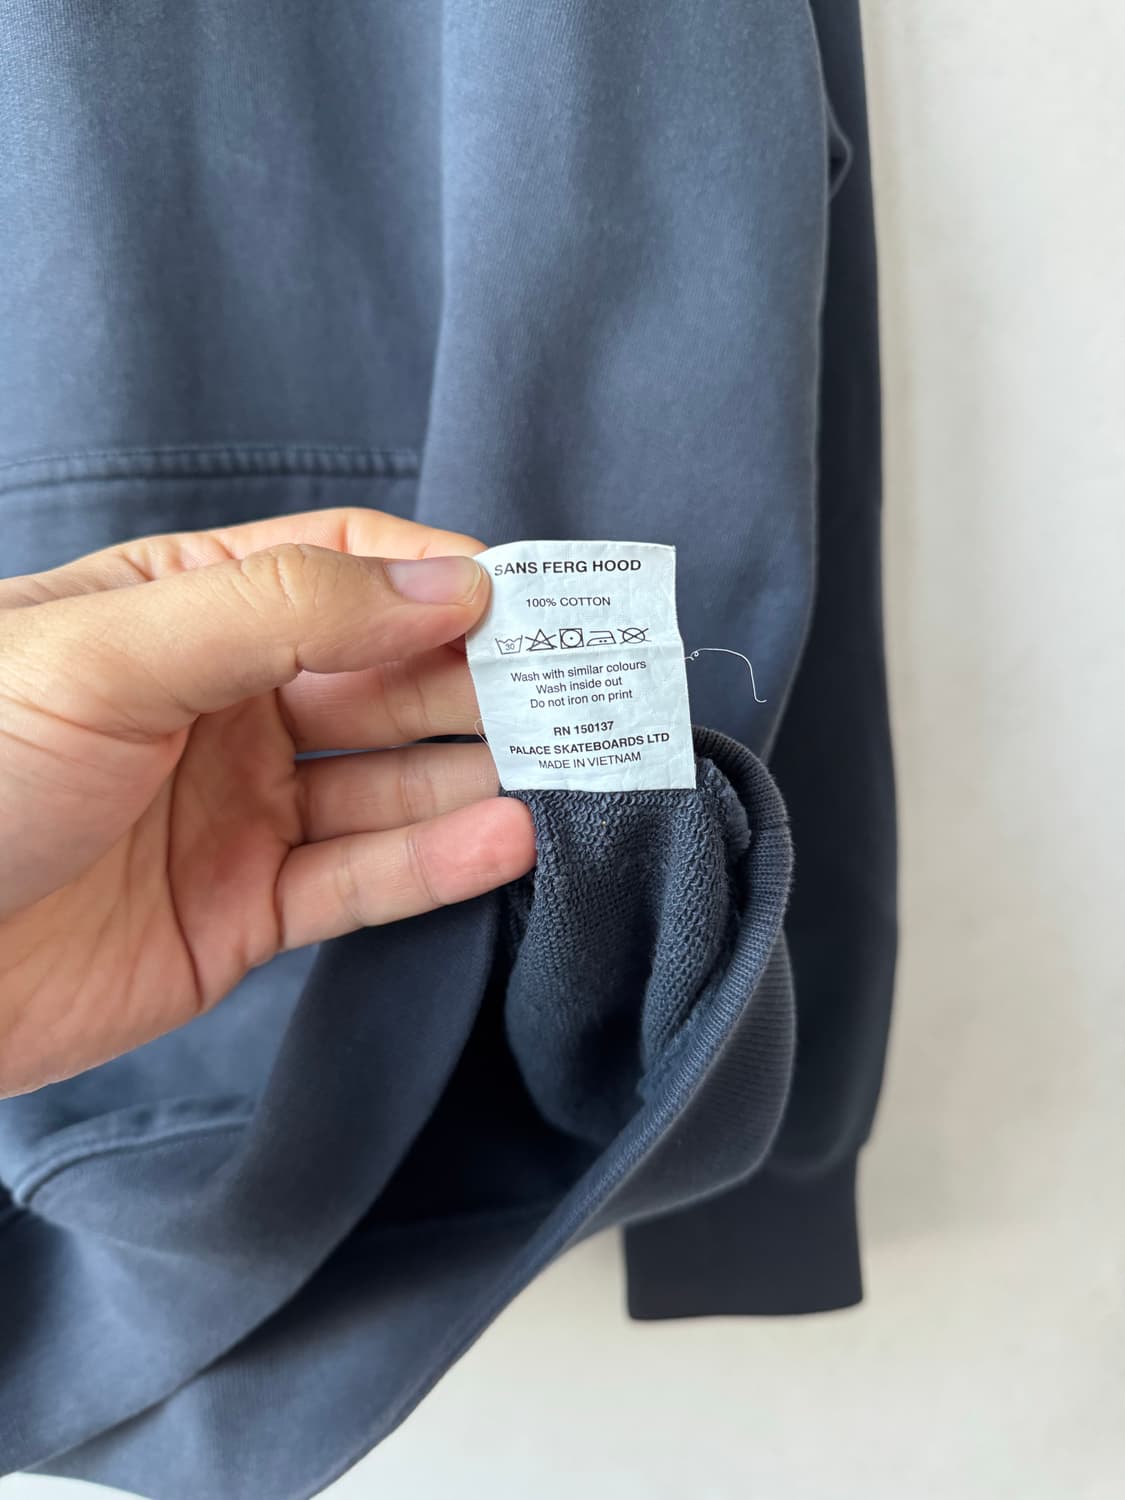 SANS FERG HOOD
100% COTTON
30
Wash with similar colours
Wash inside out
Do not iron on print
RN 150137
PALACE SKATEBOARDS LTD
MADE IN VIETNAM